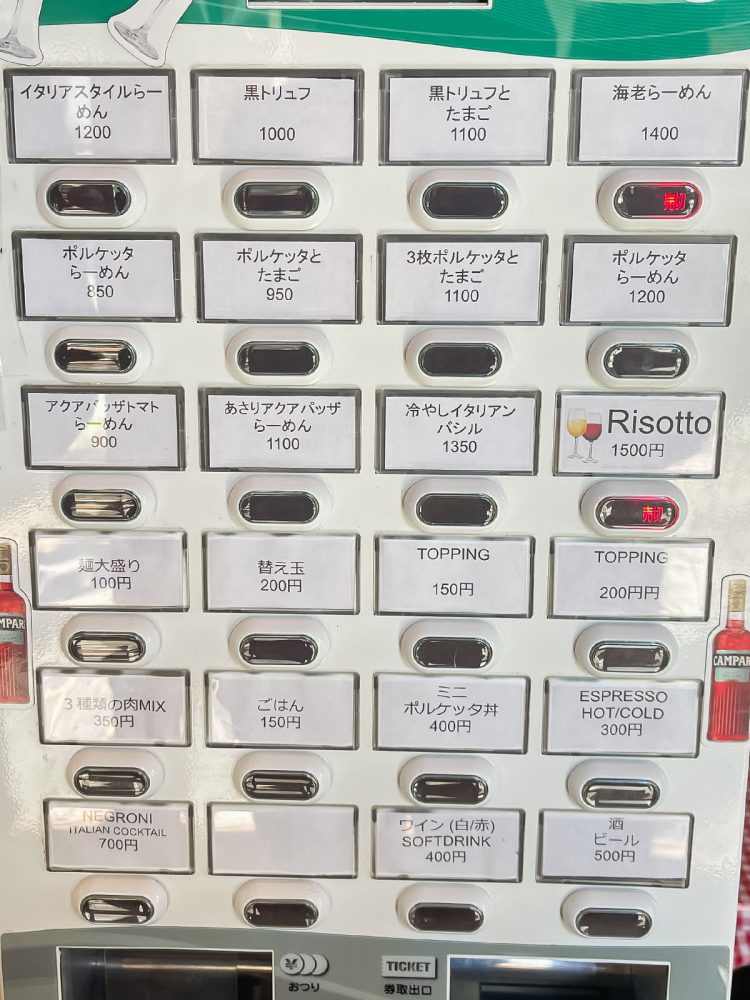 イタリアスタイルらー
めん
1200
黒トリュフ
1000
黒トリュフと
たまご
1100
海老らーめん
1400
売切
ポルケッタ
らーめん
850
ポルケッタと
たまご
950
3枚ポルケッタと
たまご
1100
ポルケッタ
らーめん
1200
アクアパッザトマト
らーめん
900
あさりアクアパッザ
らーめん
1100
冷やしイタリアン
バシル
1350
Risotto
1500円
売切
麺大盛り
100円
替え玉
200円
TOPPING
150円
TOPPING
200円円
CAMPARI
３種類の肉MIX
350円
ごはん
150円
ミニ
ポルケッタ丼
400円
ESPRESSO
HOT/COLD
300円
NEGRONI
ITALIAN COCKTAIL
700円
ワイン (白/赤)
SOFTDRINK
400円
酒
ビール
500円
おつり
TICKET
券取出口